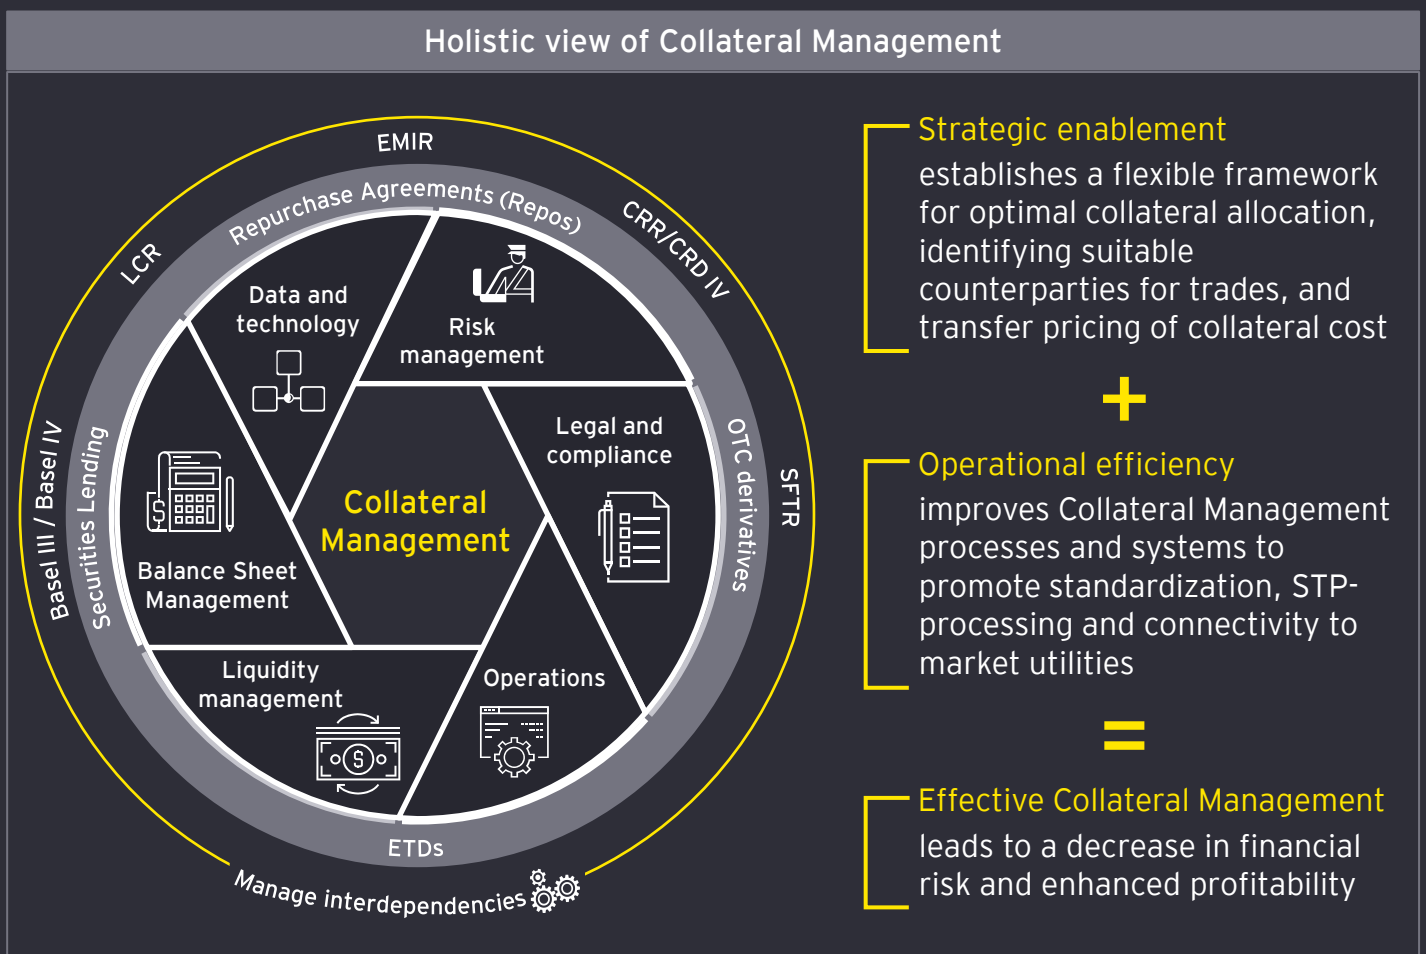 Holistic view of Collateral Management
EMIR
LCR
CRR/CRD IV
SFTR
Basel III / Basel IV
Manage interdependencies
Repurchase Agreements (Repos)
Securities Lending
OTC derivatives
ETDs
Data and
technology
Risk
management
Legal and
compliance
Operations
Liquidity
management
Balance Sheet
Management
$
$
Collateral
Management
Strategic enablement
establishes a flexible framework
for optimal collateral allocation,
identifying suitable
counterparties for trades, and
transfer pricing of collateral cost
+
Operational efficiency
improves Collateral Management
processes and systems to
promote standardization, STP-
processing and connectivity to
market utilities
=
Effective Collateral Management
leads to a decrease in financial
risk and enhanced profitability